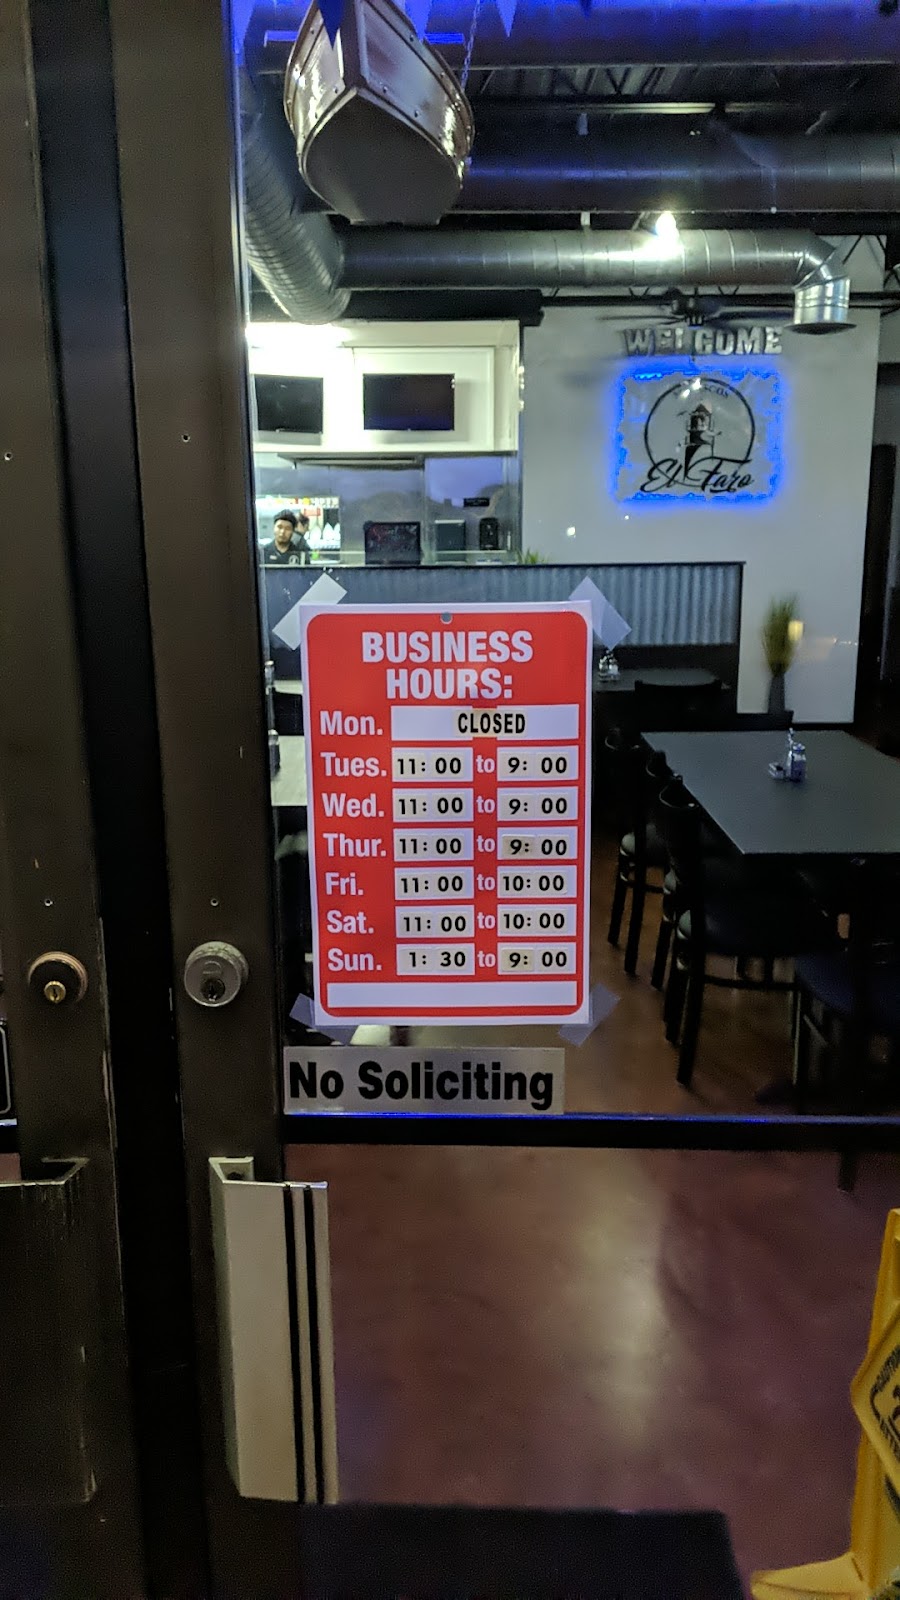 WELCOME
El Faro
BUSINESS
HOURS:
Mon. CLOSED
Tues. 11: 00 to 9: 00
Wed. 11: 00 to 9: 00
Thur. 11: 00 to 9: 00
Fri. 11: 00 to 10: 00
Sat. 11: 00 to 10: 00
Sun. 1: 30 to 9: 00
No Soliciting